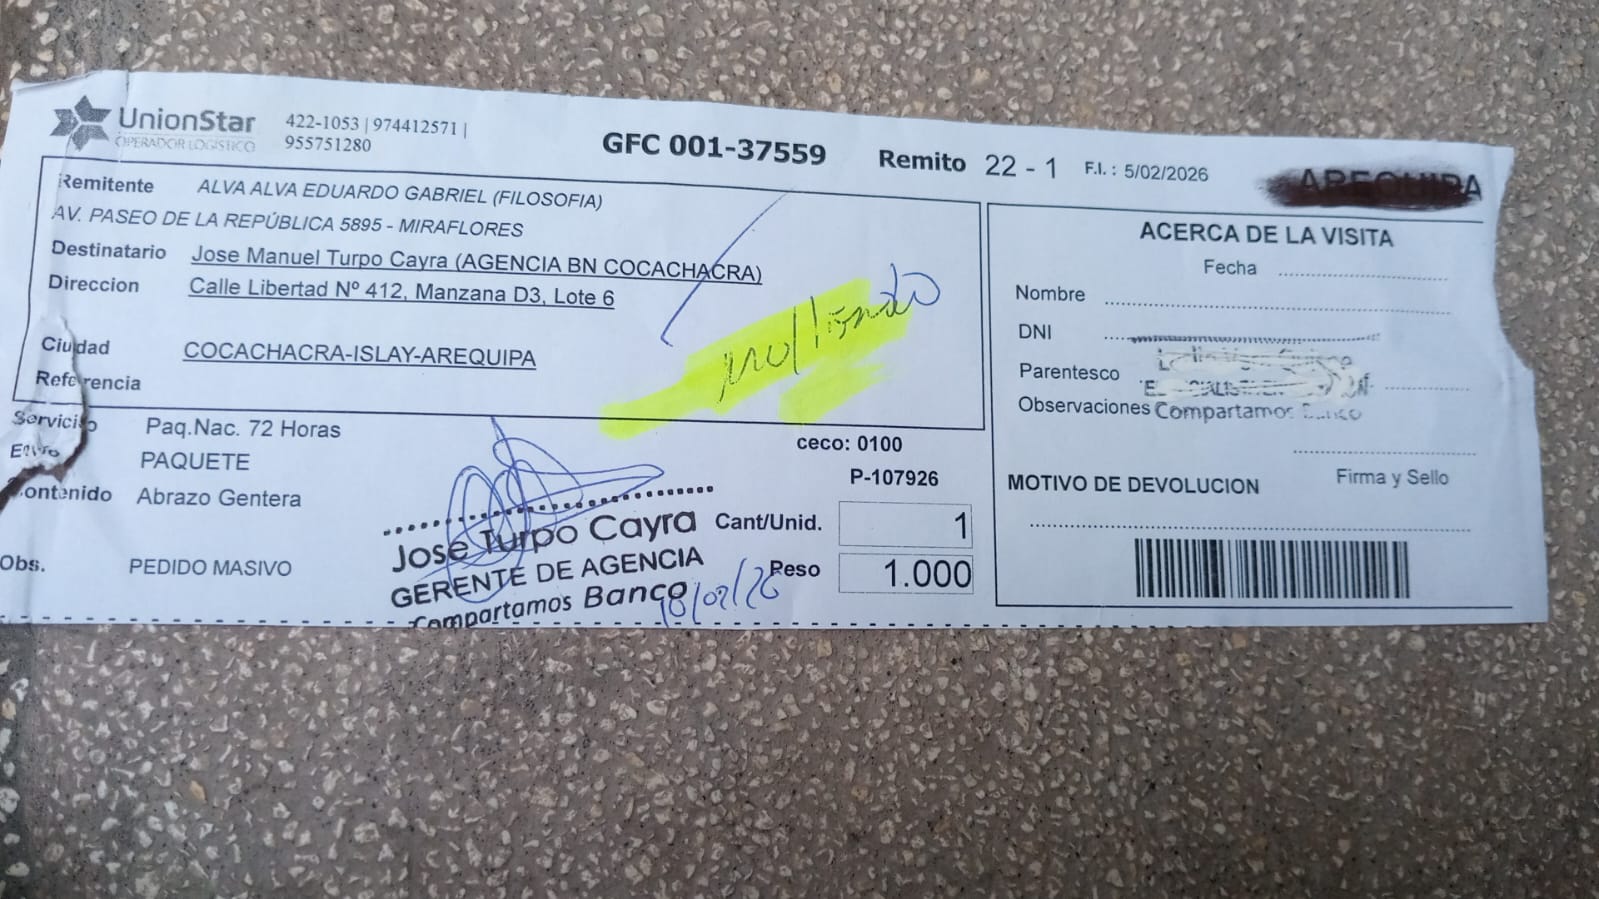 UnionStar
OPERADOR LOGÍSTICO
422-1053 | 974412571 |
955751280
GFC 001-37559
Remito 22 - 1
F.I. : 5/02/2026
AREQUIPA
Remitente ALVA ALVA EDUARDO GABRIEL (FILOSOFIA)
AV. PASEO DE LA REPÚBLICA 5895 - MIRAFLORES
Destinatario Jose Manuel Turpo Cayra (AGENCIA BN COCACHACRA)
Direccion Calle Libertad Nº 412, Manzana D3, Lote 6
Ciudad COCACHACRA-ISLAY-AREQUIPA
Referencia
Servicio Paq.Nac. 72 Horas
Envio PAQUETE
Contenido Abrazo Gentera
Obs. PEDIDO MASIVO
ceco: 0100
P-107926
Cant/Unid. 1
Peso 1.000
Jose Turpo Cayra
GERENTE DE AGENCIA
Compartamos Banco
ACERCA DE LA VISITA
Fecha
Nombre
DNI
Parentesco
Observaciones Compartamos Banco
Firma y Sello
MOTIVO DE DEVOLUCION